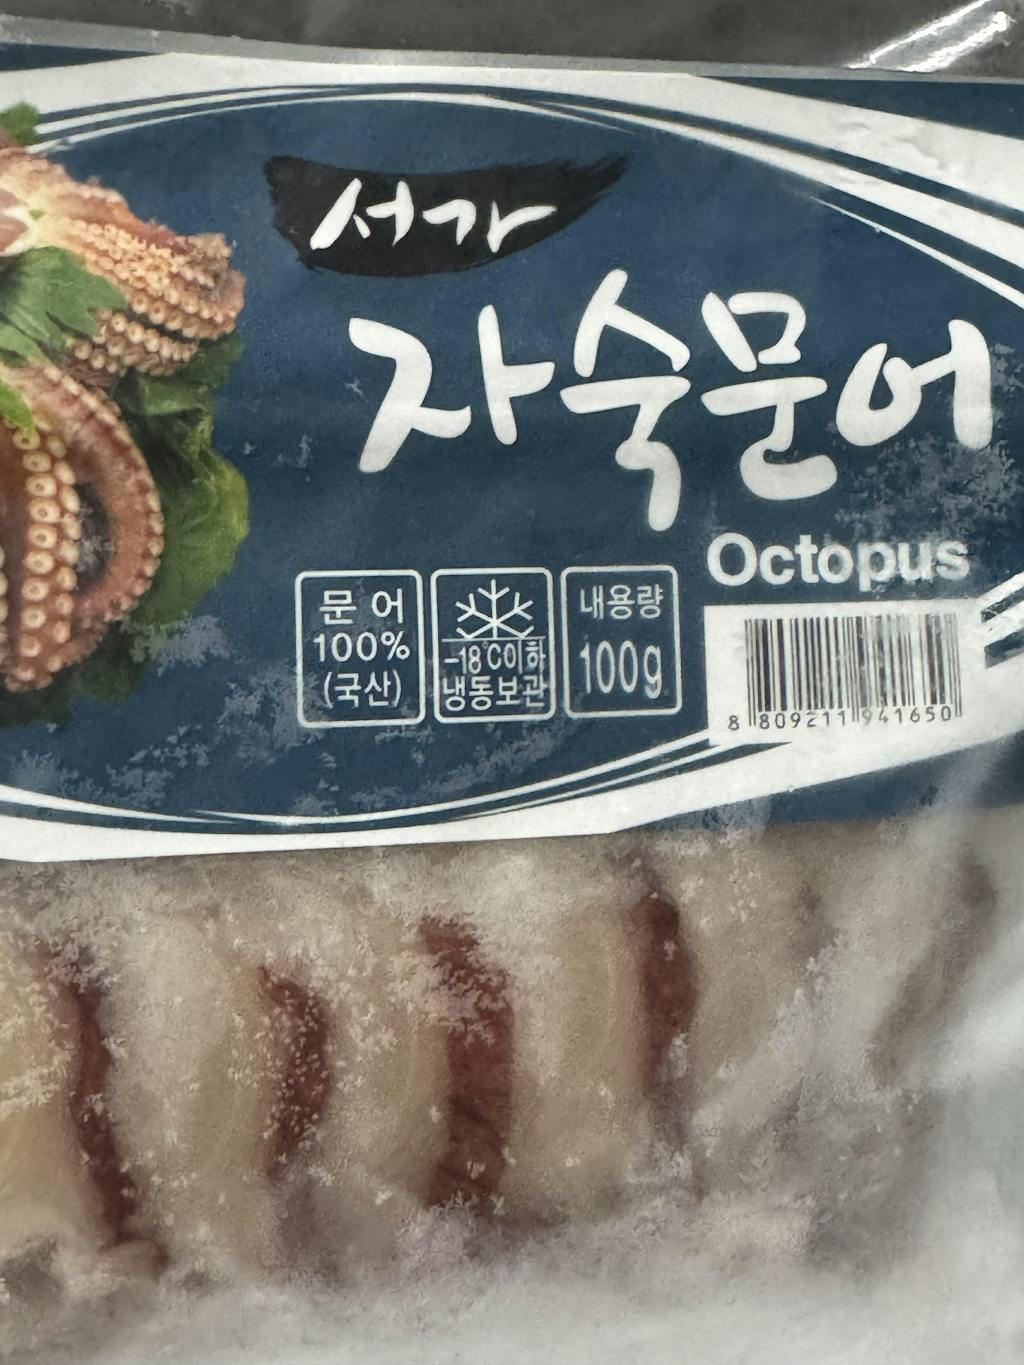 서가
자숙문어
Octopus
문 어
100%
(국산)
-18℃이하
냉동보관
내용량
100g
8 809211 941650